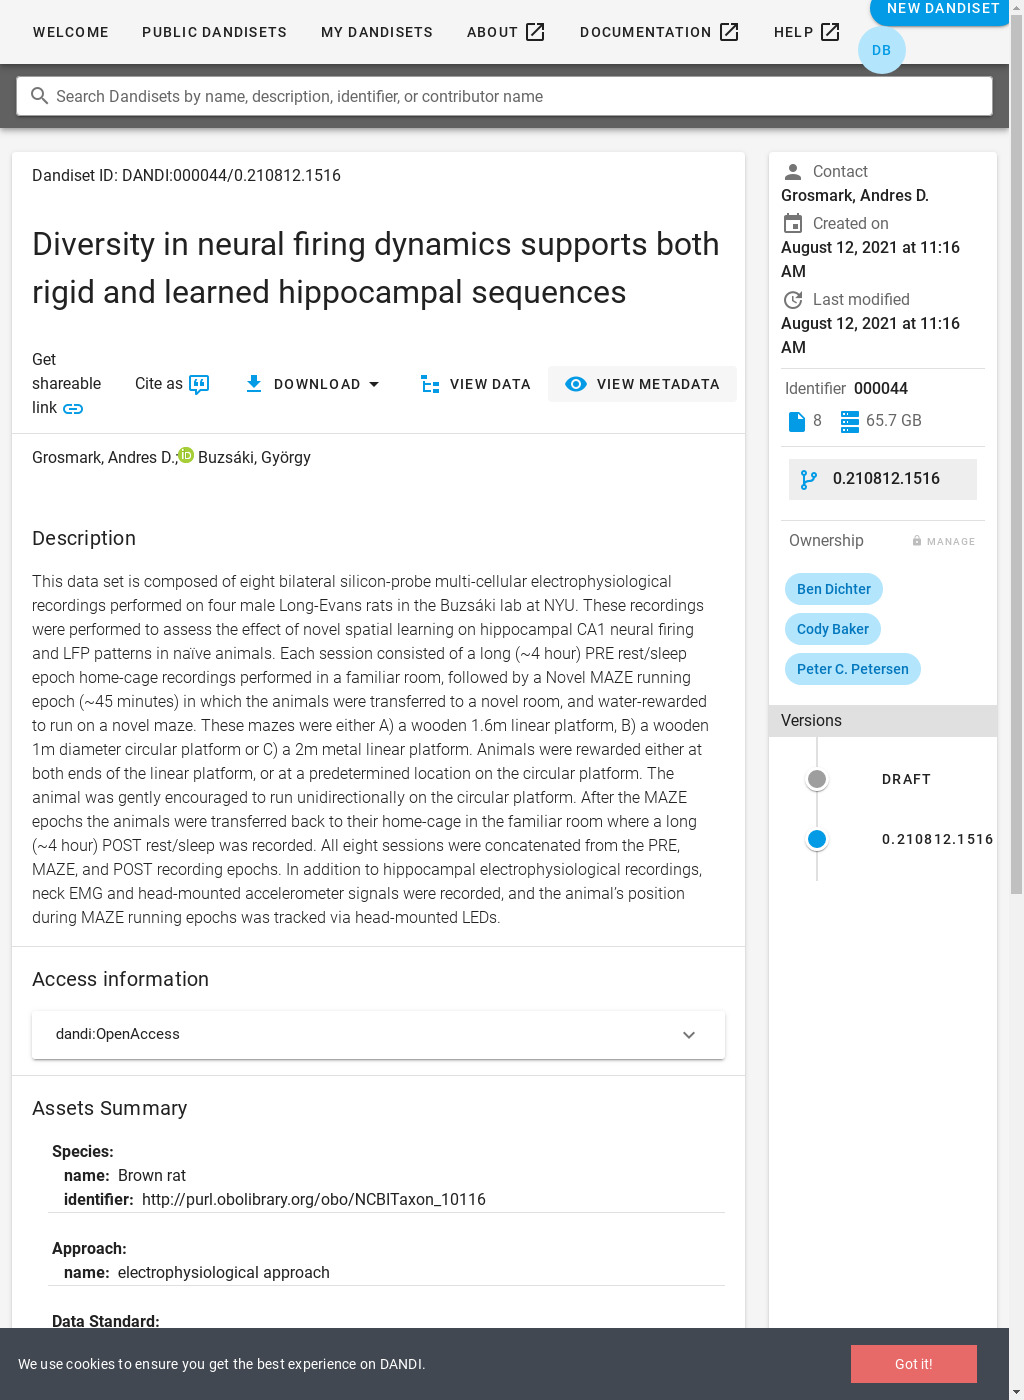 WELCOME
PUBLIC DANDISETS
MY DANDISETS
ABOUT
DOCUMENTATION
HELP
NEW DANDISET
DB
Search Dandisets by name, description, identifier, or contributor name
Dandiset ID: DANDI:000044/0.210812.1516
Diversity in neural firing dynamics supports both
rigid and learned hippocampal sequences
Get
shareable
link
Cite as
DOWNLOAD
VIEW DATA
VIEW METADATA
Grosmark, Andres D.; iD Buzsáki, György
Description
This data set is composed of eight bilateral silicon-probe multi-cellular electrophysiological
recordings performed on four male Long-Evans rats in the Buzsáki lab at NYU. These recordings
were performed to assess the effect of novel spatial learning on hippocampal CA1 neural firing
and LFP patterns in naïve animals. Each session consisted of a long (~4 hour) PRE rest/sleep
epoch home-cage recordings performed in a familiar room, followed by a Novel MAZE running
epoch (~45 minutes) in which the animals were transferred to a novel room, and water-rewarded
to run on a novel maze. These mazes were either A) a wooden 1.6m linear platform, B) a wooden
1m diameter circular platform or C) a 2m metal linear platform. Animals were rewarded either at
both ends of the linear platform, or at a predetermined location on the circular platform. The
animal was gently encouraged to run unidirectionally on the circular platform. After the MAZE
epochs the animals were transferred back to their home-cage in the familiar room where a long
(~4 hour) POST rest/sleep was recorded. All eight sessions were concatenated from the PRE,
MAZE, and POST recording epochs. In addition to hippocampal electrophysiological recordings,
neck EMG and head-mounted accelerometer signals were recorded, and the animal’s position
during MAZE running epochs was tracked via head-mounted LEDs.
Access information
dandi:OpenAccess
Assets Summary
Species:
name: Brown rat
identifier: http://purl.obolibrary.org/obo/NCBITaxon_10116
Approach:
name: electrophysiological approach
Data Standard:
Contact
Grosmark, Andres D.
Created on
August 12, 2021 at 11:16
AM
Last modified
August 12, 2021 at 11:16
AM
Identifier 000044
8 65.7 GB
0.210812.1516
Ownership
MANAGE
Ben Dichter
Cody Baker
Peter C. Petersen
Versions
DRAFT
0.210812.1516
We use cookies to ensure you get the best experience on DANDI.
Got it!